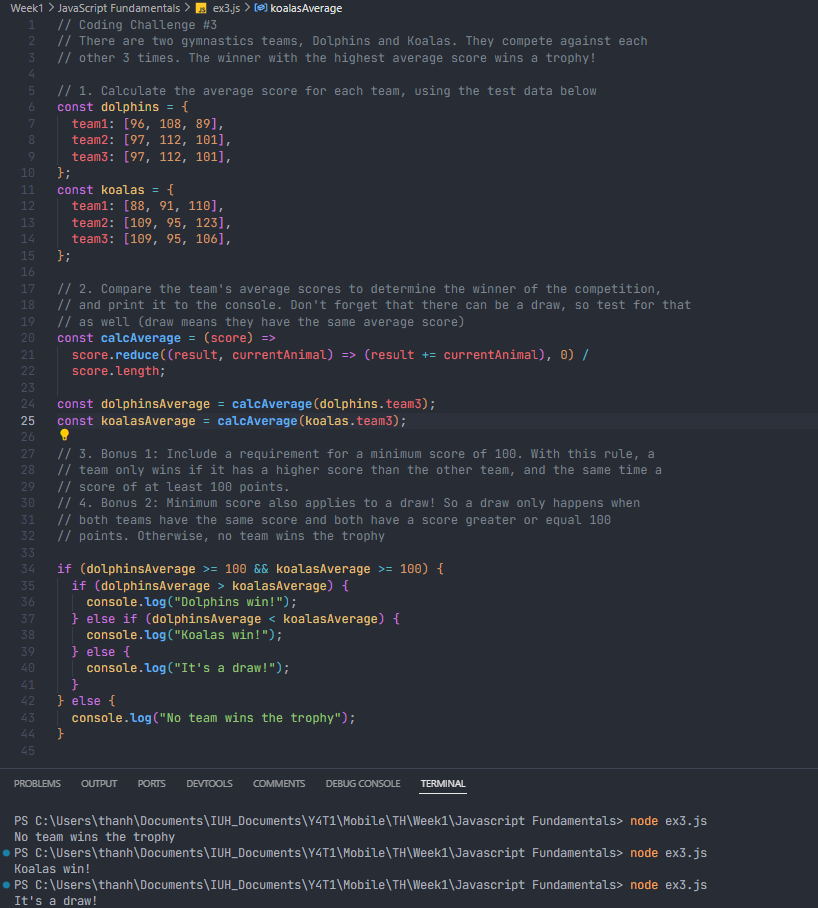 Week1 > JavaScript Fundamentals > JS ex3.js > koalasAverage
1 // Coding Challenge #3
2 // There are two gymnastics teams, Dolphins and Koalas. They compete against each
3 // other 3 times. The winner with the highest average score wins a trophy!
4
5 // 1. Calculate the average score for each team, using the test data below
6 const dolphins = {
7   team1: [96, 108, 89],
8   team2: [97, 112, 101],
9   team3: [97, 112, 101],
10 };
11 const koalas = {
12   team1: [88, 91, 110],
13   team2: [109, 95, 123],
14   team3: [109, 95, 106],
15 };
16
17 // 2. Compare the team's average scores to determine the winner of the competition,
18 // and print it to the console. Don't forget that there can be a draw, so test for that
19 // as well (draw means they have the same average score)
20 const calcAverage = (score) =>
21   score.reduce((result, currentAnimal) => (result += currentAnimal), 0) /
22   score.length;
23
24 const dolphinsAverage = calcAverage(dolphins.team3);
25 const koalasAverage = calcAverage(koalas.team3);
26
27 // 3. Bonus 1: Include a requirement for a minimum score of 100. With this rule, a
28 // team only wins if it has a higher score than the other team, and the same time a
29 // score of at least 100 points.
30 // 4. Bonus 2: Minimum score also applies to a draw! So a draw only happens when
31 // both teams have the same score and both have a score greater or equal 100
32 // points. Otherwise, no team wins the trophy
33
34 if (dolphinsAverage >= 100 && koalasAverage >= 100) {
35   if (dolphinsAverage > koalasAverage) {
36     console.log("Dolphins win!");
37   } else if (dolphinsAverage < koalasAverage) {
38     console.log("Koalas win!");
39   } else {
40     console.log("It's a draw!");
41   }
42 } else {
43   console.log("No team wins the trophy");
44 }
45
PROBLEMS OUTPUT PORTS DEVTOOLS COMMENTS DEBUG CONSOLE TERMINAL
PS C:\Users\thanh\Documents\IUH_Documents\Y4T1\Mobile\TH\Week1\Javascript Fundamentals> node ex3.js
No team wins the trophy
PS C:\Users\thanh\Documents\IUH_Documents\Y4T1\Mobile\TH\Week1\Javascript Fundamentals> node ex3.js
Koalas win!
PS C:\Users\thanh\Documents\IUH_Documents\Y4T1\Mobile\TH\Week1\Javascript Fundamentals> node ex3.js
It's a draw!